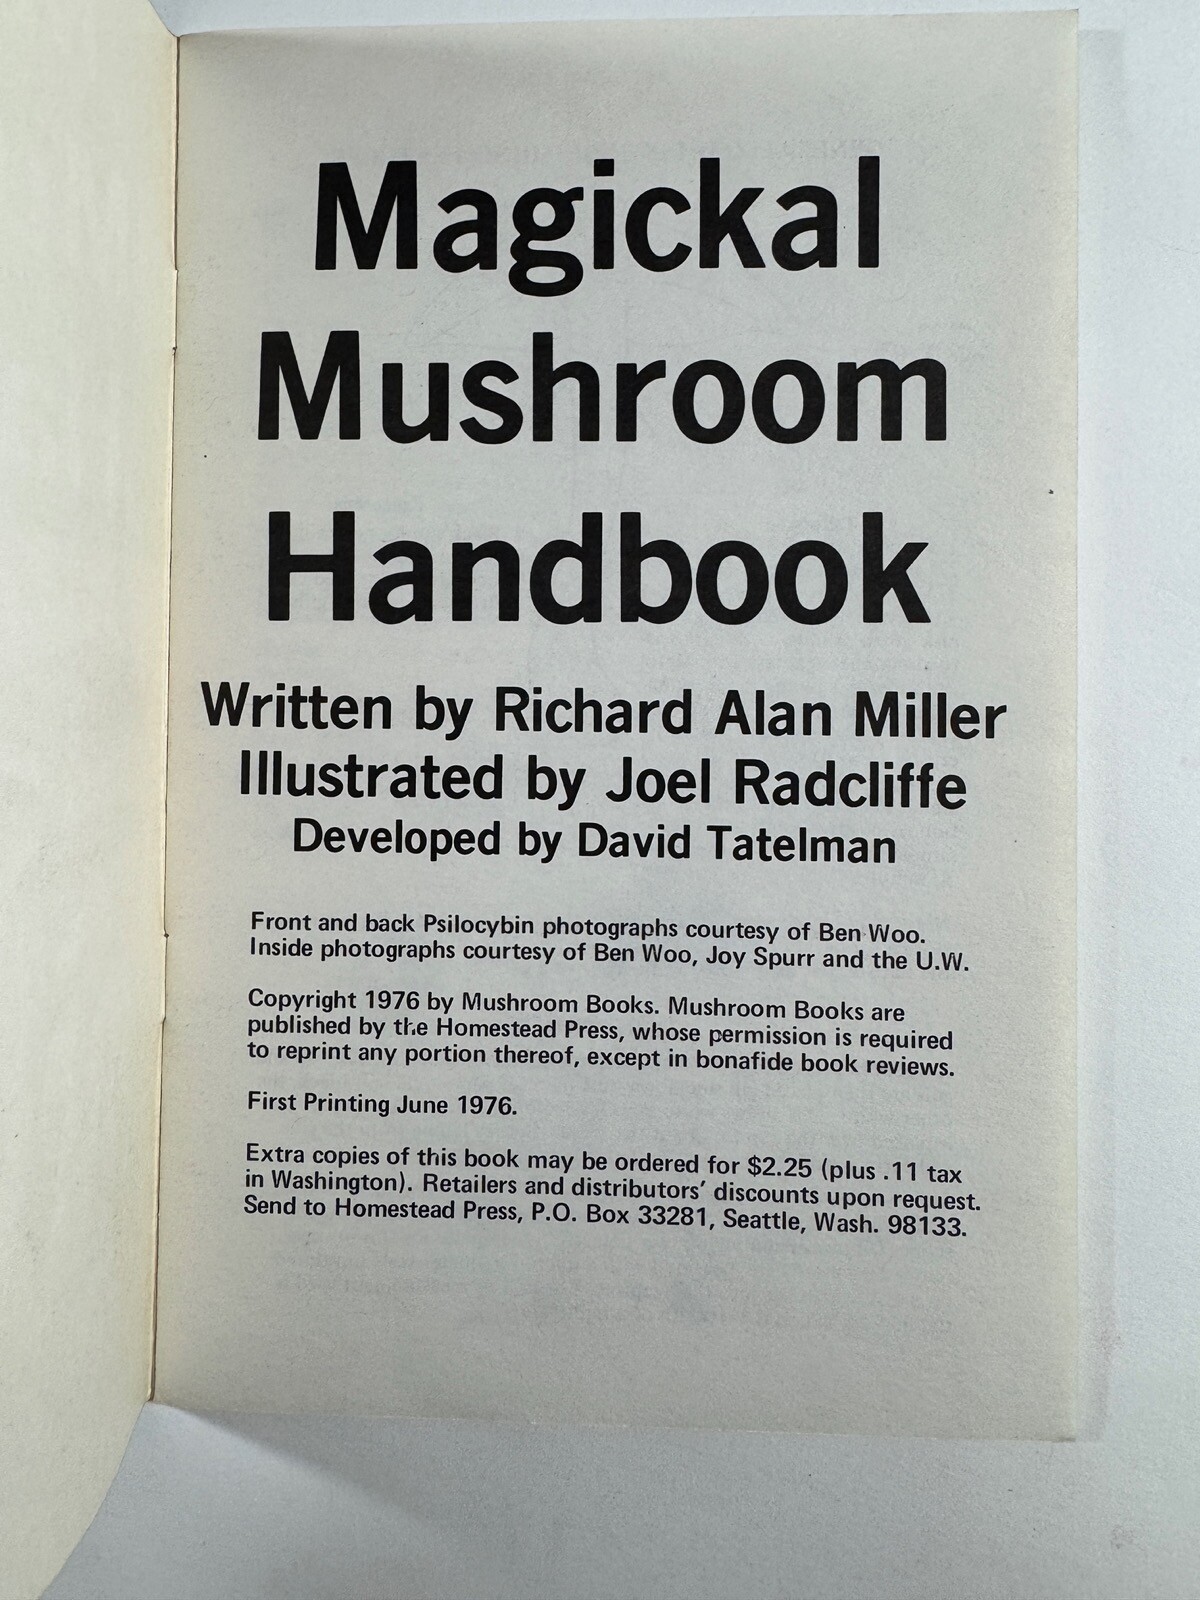 Magickal
Mushroom
Handbook
Written by Richard Alan Miller
Illustrated by Joel Radcliffe
Developed by David Tatelman
Front and back Psilocybin photographs courtesy of Ben Woo.
Inside photographs courtesy of Ben Woo, Joy Spurr and the U.W.
Copyright 1976 by Mushroom Books. Mushroom Books are
published by the Homestead Press, whose permission is required
to reprint any portion thereof, except in bonafide book reviews.
First Printing June 1976.
Extra copies of this book may be ordered for $2.25 (plus .11 tax
in Washington). Retailers and distributors' discounts upon request.
Send to Homestead Press, P.O. Box 33281, Seattle, Wash. 98133.